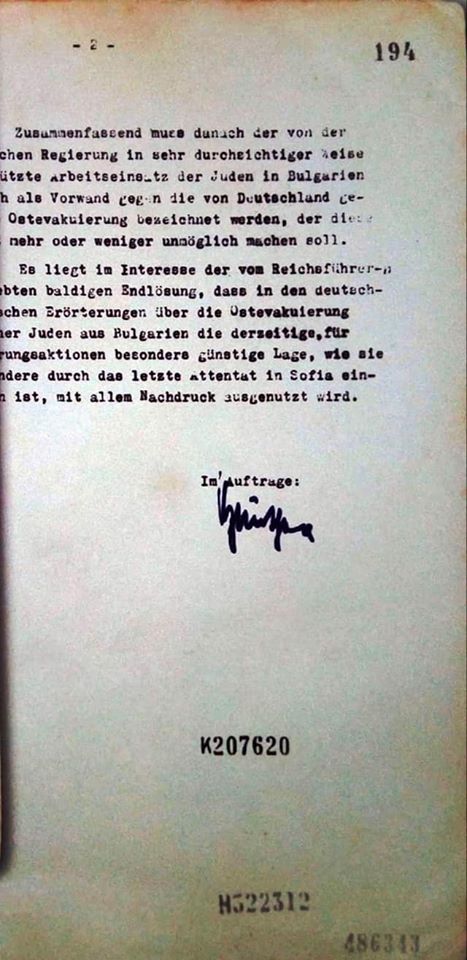 - 2 -
194
Zusammenfassend muss danach der von der
chen Regierung in sehr durchsichtiger Weise
ützte Arbeitseinsatz der Juden in Bulgarien
h als Vorwand gegen die von Deutschland ge-
Ostevakuierung bezeichnet werden, der diese
mehr oder weniger unmöglich machen soll.
Es liegt im Interesse der vom Reichsführer-
ebten baldigen Endlösung, dass in den deutsch-
schen Erörterungen über die Ostevakuierung
her Juden aus Bulgarien die derzeitige, für
rungsaktionen besonders günstige Lage, wie sie
ndere durch das letzte Attentat in Sofia ein-
n ist, mit allem Nachdruck ausgenutzt wird.
Im Auftrage:
K207620
H322312
486343